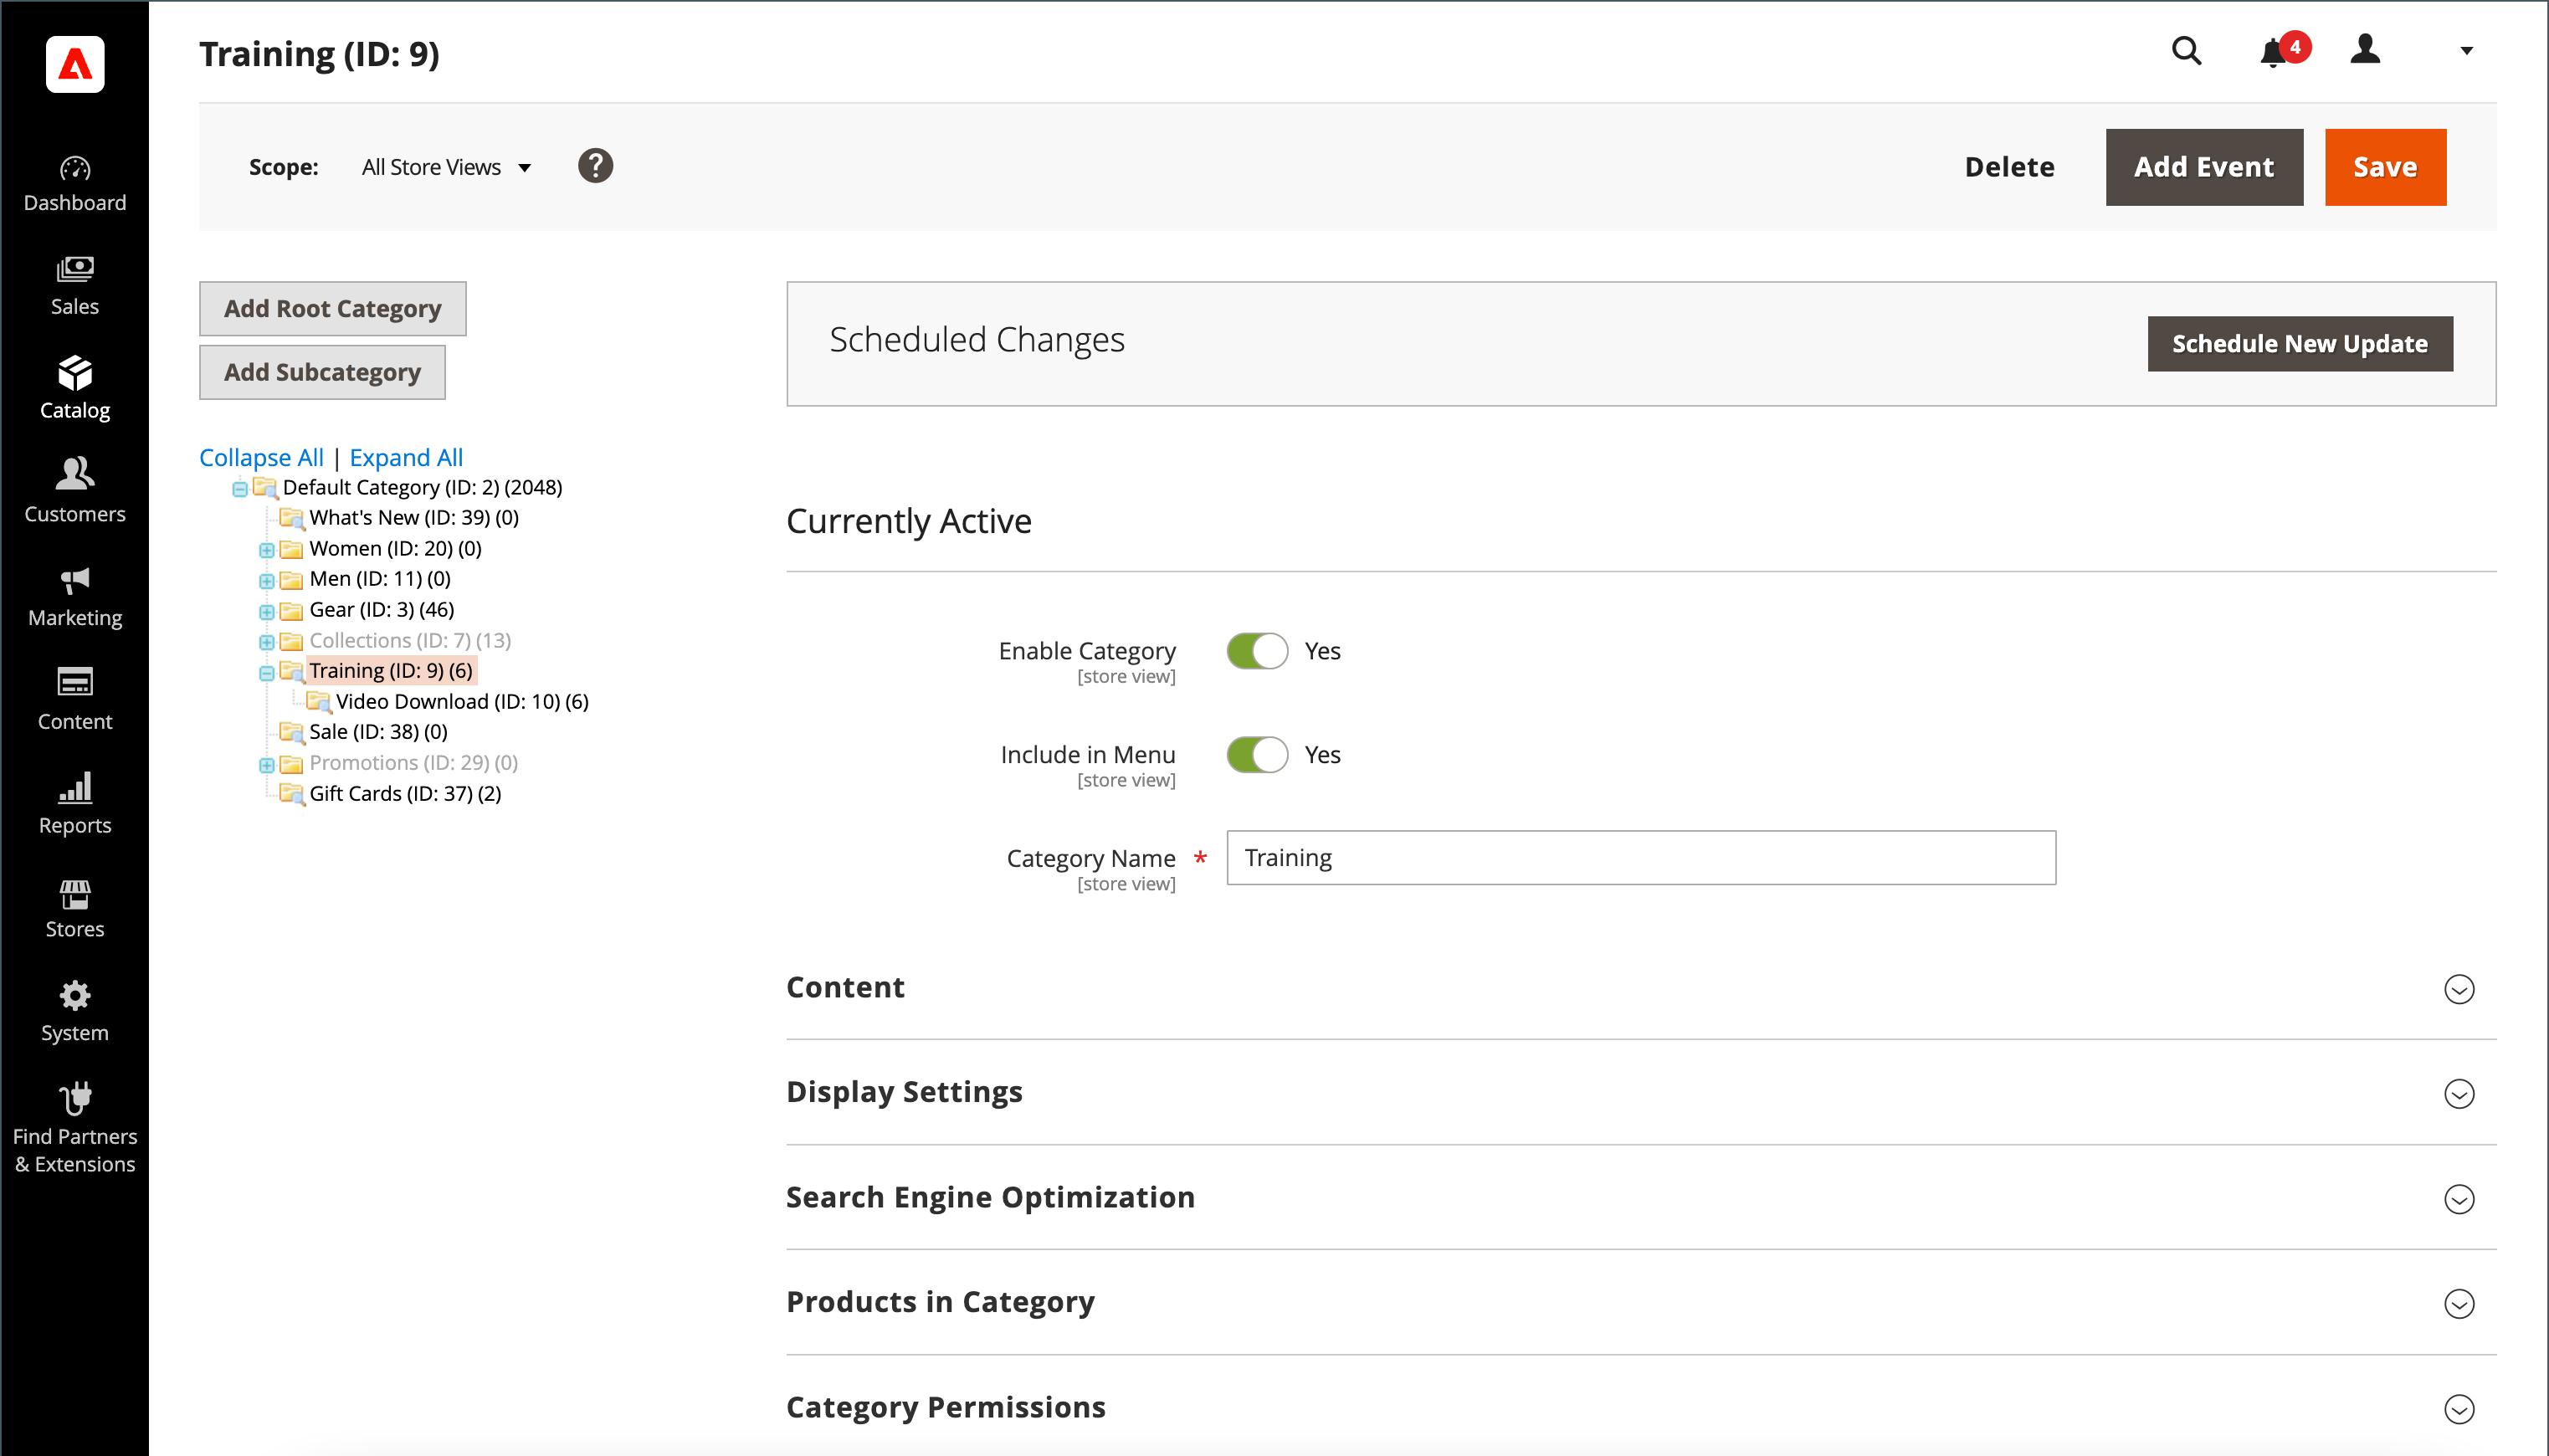 Training (ID: 9)
4
Scope: All Store Views ?
Delete
Add Event
Save
Dashboard
Sales
Catalog
Customers
Marketing
Content
Reports
Stores
System
Find Partners
& Extensions
Add Root Category
Add Subcategory
Collapse All | Expand All
Default Category (ID: 2) (2048)
What's New (ID: 39) (0)
Women (ID: 20) (0)
Men (ID: 11) (0)
Gear (ID: 3) (46)
Collections (ID: 7) (13)
Training (ID: 9) (6)
Video Download (ID: 10) (6)
Sale (ID: 38) (0)
Promotions (ID: 29) (0)
Gift Cards (ID: 37) (2)
Scheduled Changes
Schedule New Update
Currently Active
Enable Category
[store view]
Yes
Include in Menu
[store view]
Yes
Category Name *
[store view]
Training
Content
Display Settings
Search Engine Optimization
Products in Category
Category Permissions